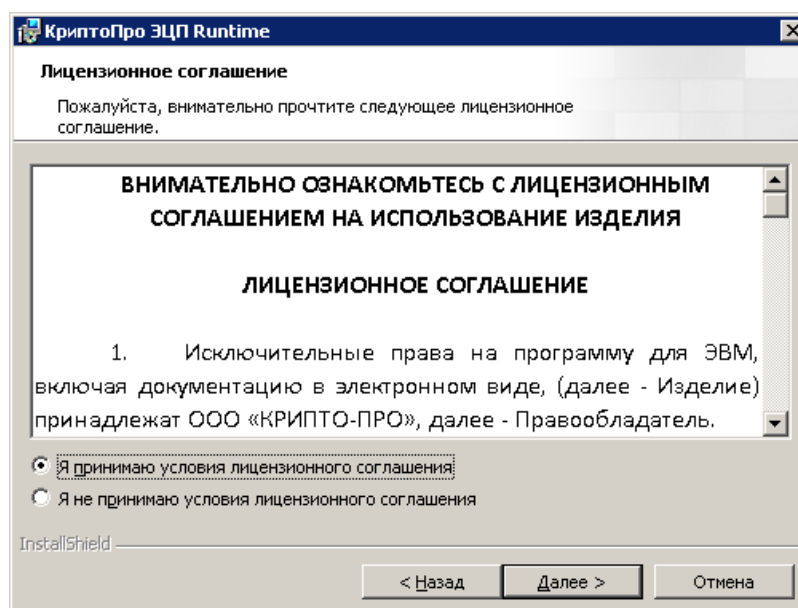 КриптоПро ЭЦП Runtime
Лицензионное соглашение
Пожалуйста, внимательно прочтите следующее лицензионное
соглашение.
ВНИМАТЕЛЬНО ОЗНАКОМЬТЕСЬ С ЛИЦЕНЗИОННЫМ
СОГЛАШЕНИЕМ НА ИСПОЛЬЗОВАНИЕ ИЗДЕЛИЯ
ЛИЦЕНЗИОННОЕ СОГЛАШЕНИЕ
1. Исключительные права на программу для ЭВМ,
включая документацию в электронном виде, (далее - Изделие)
принадлежат ООО «КРИПТО-ПРО», далее - Правообладатель.
Я принимаю условия лицензионного соглашения
Я не принимаю условия лицензионного соглашения
InstallShield
< Назад Далее > Отмена